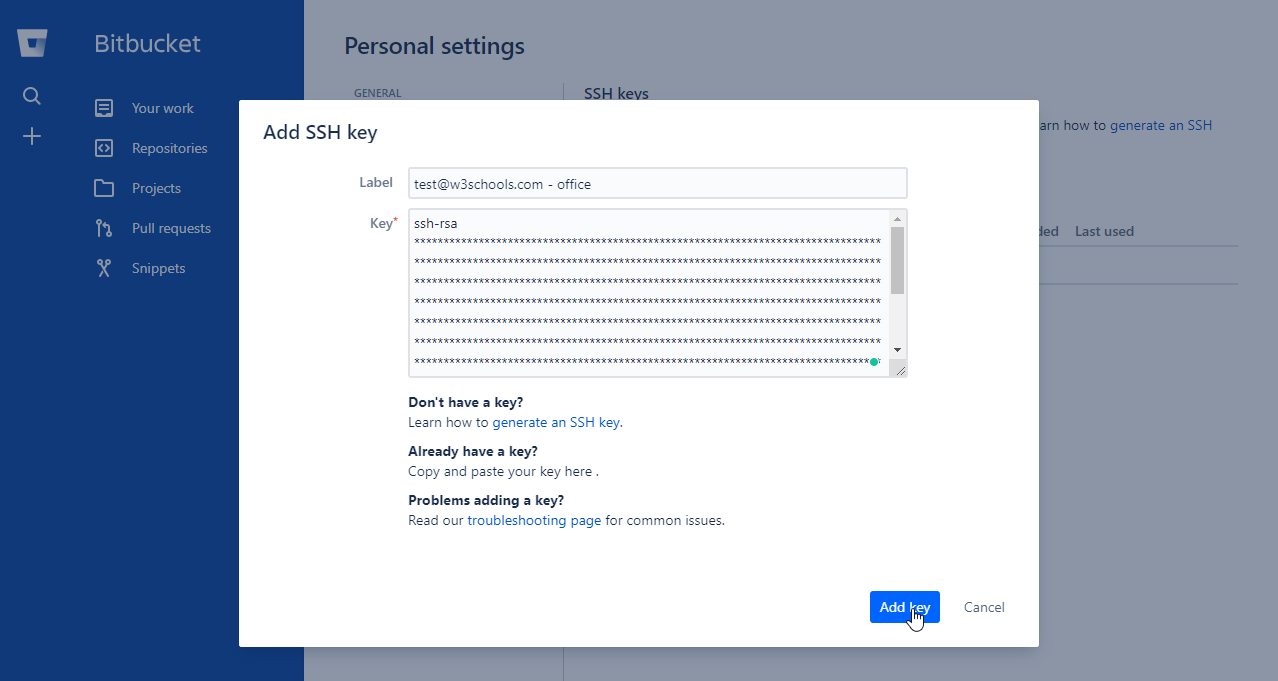 Bitbucket
Your work
Repositories
Projects
Pull requests
Snippets
Personal settings
GENERAL
SSH keys
arn how to generate an SSH
ded Last used
Add SSH key
Label test@w3schools.com - office
Key* ssh-rsa
********************************************************************************
********************************************************************************
********************************************************************************
********************************************************************************
********************************************************************************
********************************************************************************
********************************************************************************
Don't have a key?
Learn how to generate an SSH key.
Already have a key?
Copy and paste your key here .
Problems adding a key?
Read our troubleshooting page for common issues.
Add key Cancel